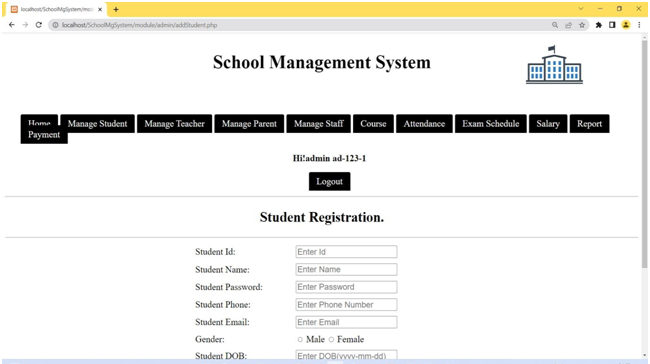 localhost/SchoolMgSystem/mod
localhost/SchoolMgSystem/module/admin/addStudent.php
School Management System
Home Manage Student Manage Teacher Manage Parent Manage Staff Course Attendance Exam Schedule Salary Report
Payment
Hi!admin ad-123-1
Logout
Student Registration.
Student Id: Enter Id
Student Name: Enter Name
Student Password: Enter Password
Student Phone: Enter Phone Number
Student Email: Enter Email
Gender: Male Female
Student DOB: Enter DOB(yyyy-mm-dd)